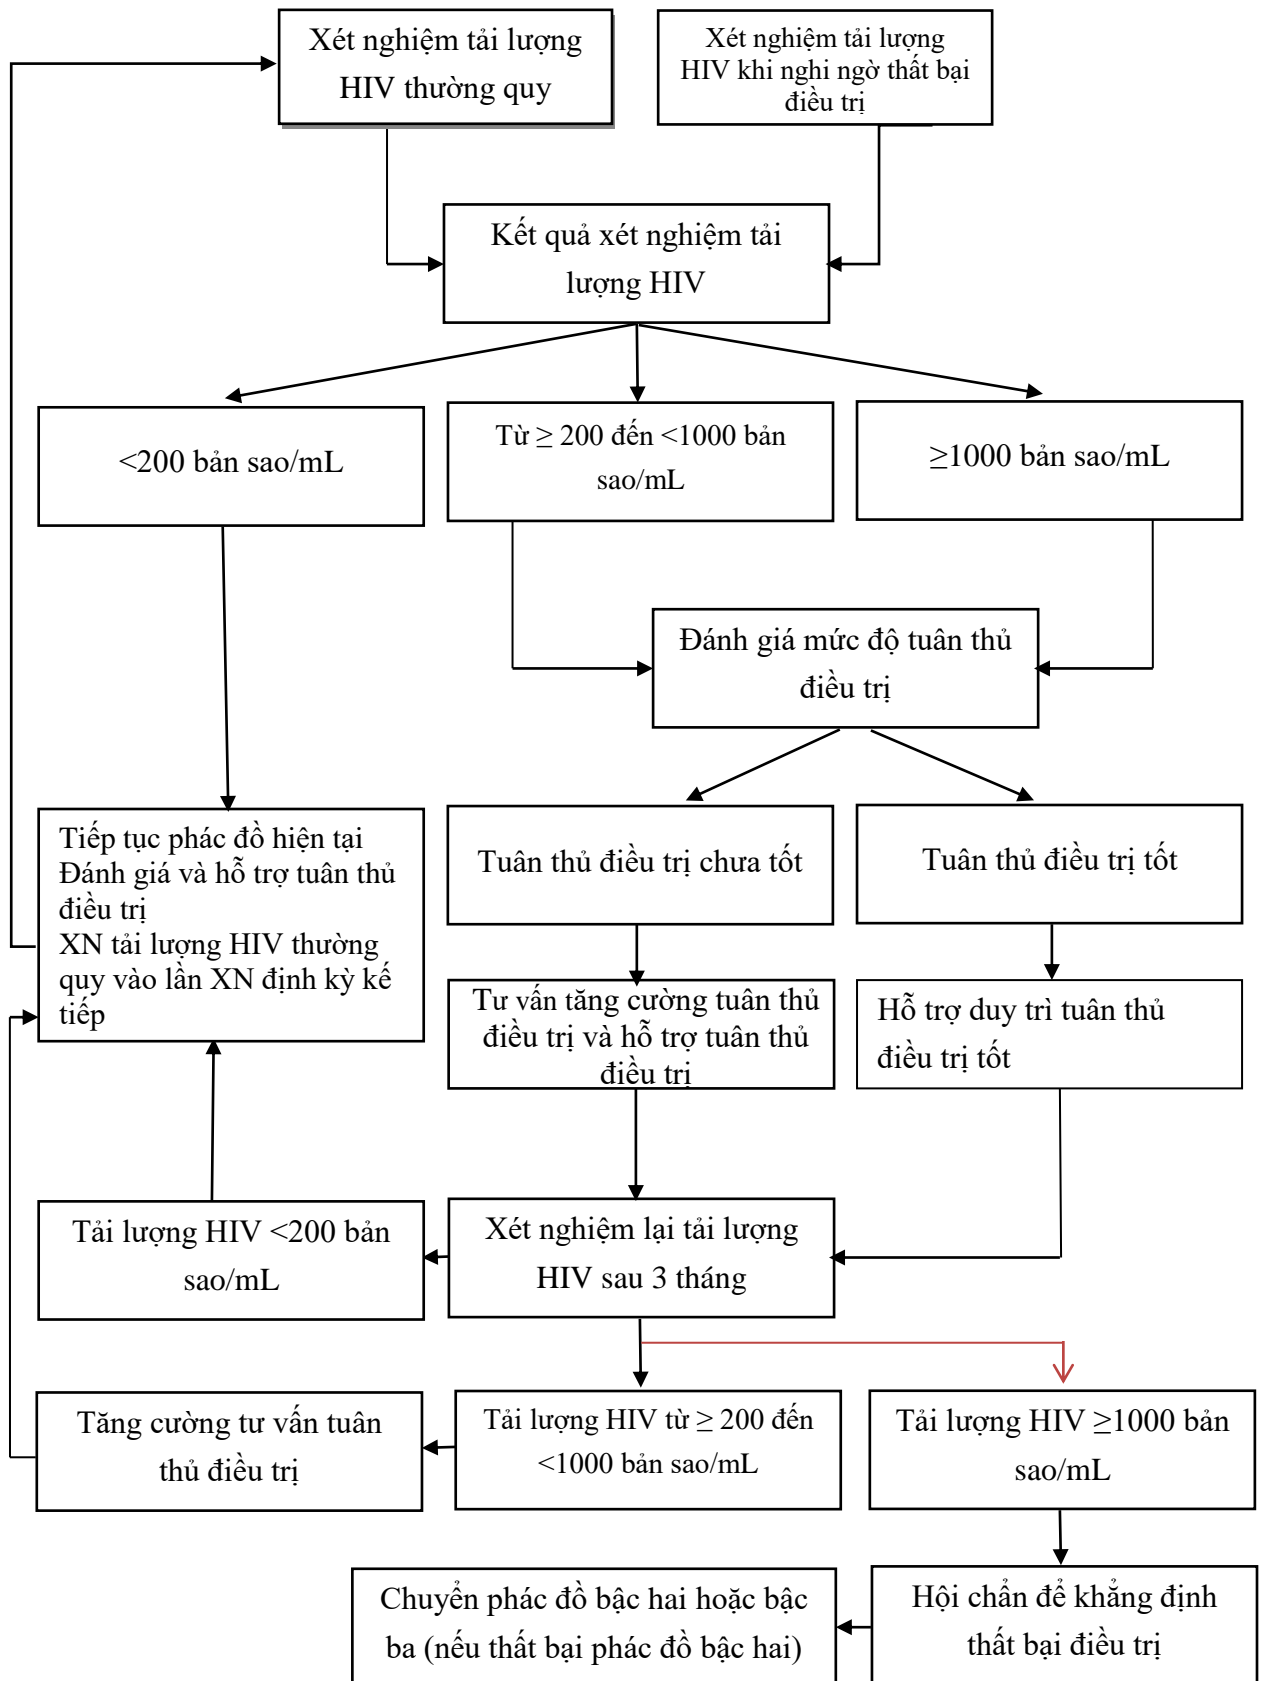 Xét nghiệm tải lượng
HIV thường quy
Xét nghiệm tải lượng
HIV khi nghi ngờ thất bại
điều trị
Kết quả xét nghiệm tải
lượng HIV
<200 bản sao/mL
Từ ≥ 200 đến <1000 bản
sao/mL
≥1000 bản sao/mL
Đánh giá mức độ tuân thủ
điều trị
Tiếp tục phác đồ hiện tại
Đánh giá và hỗ trợ tuân thủ
điều trị
XN tải lượng HIV thường
quy vào lần XN định kỳ kế
tiếp
Tuân thủ điều trị chưa tốt
Tuân thủ điều trị tốt
Tư vấn tăng cường tuân thủ
điều trị và hỗ trợ tuân thủ
điều trị
Hỗ trợ duy trì tuân thủ
điều trị tốt
Tải lượng HIV <200 bản
sao/mL
Xét nghiệm lại tải lượng
HIV sau 3 tháng
Tăng cường tư vấn tuân
thủ điều trị
Tải lượng HIV từ ≥ 200 đến
<1000 bản sao/mL
Tải lượng HIV ≥1000 bản
sao/mL
Chuyển phác đồ bậc hai hoặc bậc
ba (nếu thất bại phác đồ bậc hai)
Hội chẩn để khẳng định
thất bại điều trị